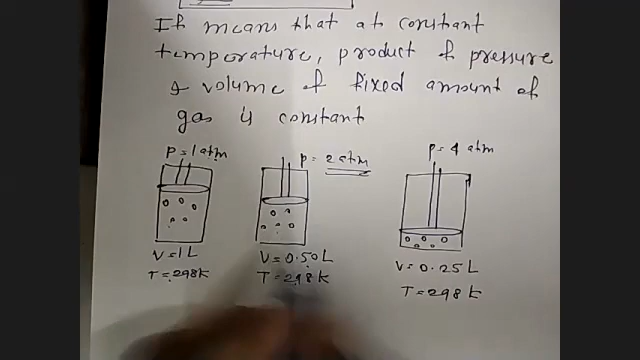 It means that at constant
temperature, product of pressure
& volume of fixed amount of
gas is constant
P = 1 atm
P = 2 atm
P = 4 atm
V = 1 L
V = 0.50 L
V = 0.25 L
T = 298 K
T = 298 K
T = 298 K